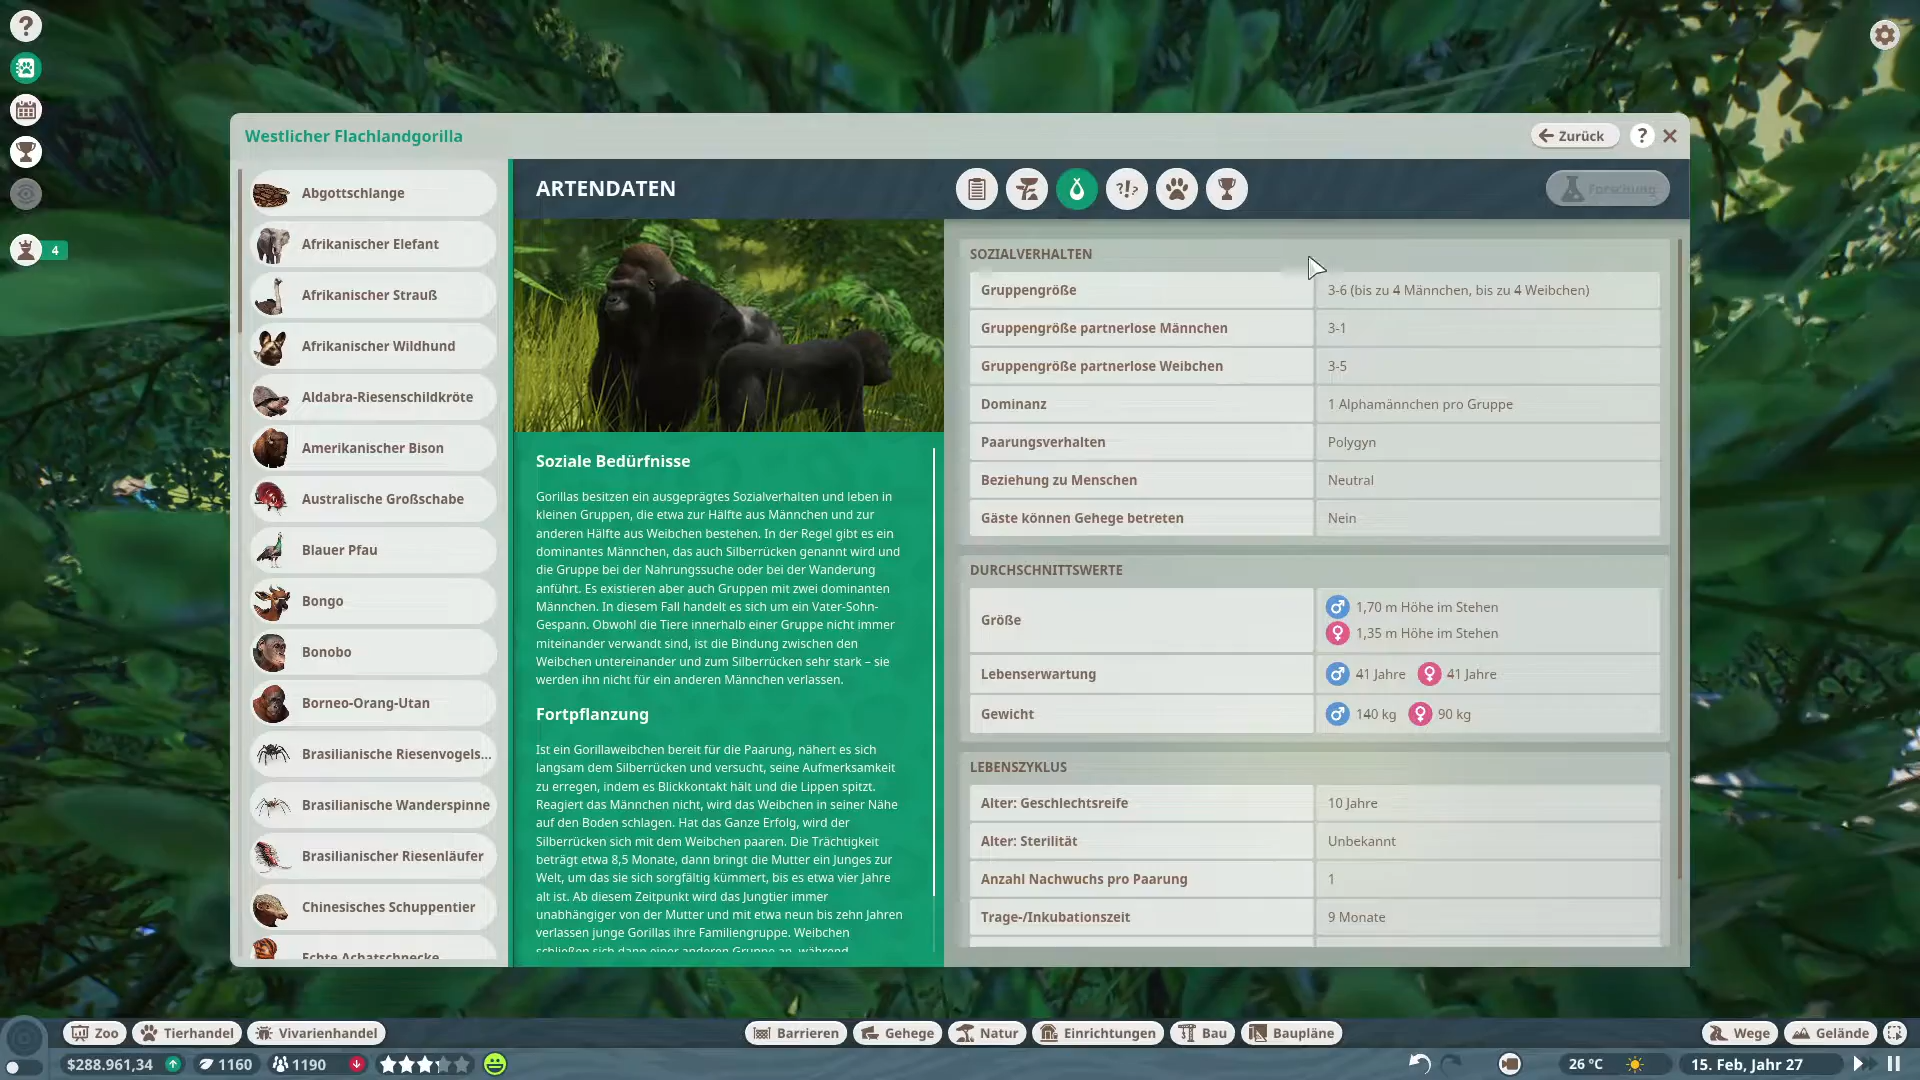 Westlicher Flachlandgorilla
Zurück
?
Abgottschlange
Afrikanischer Elefant
Afrikanischer Strauß
Afrikanischer Wildhund
Aldabra-Riesenschildkröte
Amerikanischer Bison
Australische Großschabe
Blauer Pfau
Bongo
Bonobo
Borneo-Orang-Utan
Brasilianische Riesenvogels...
Brasilianische Wanderspinne
Brasilianischer Riesenläufer
Chinesisches Schuppentier
Echte Achatschnecke
ARTENDATEN
?!?
Forschung
Soziale Bedürfnisse
Gorillas besitzen ein ausgeprägtes Sozialverhalten und leben in
kleinen Gruppen, die etwa zur Hälfte aus Männchen und zur
anderen Hälfte aus Weibchen bestehen. In der Regel gibt es ein
dominantes Männchen, das auch Silberrücken genannt wird und
die Gruppe bei der Nahrungssuche oder bei der Wanderung
anführt. Es existieren aber auch Gruppen mit zwei dominanten
Männchen. In diesem Fall handelt es sich um ein Vater-Sohn-
Gespann. Obwohl die Tiere innerhalb einer Gruppe nicht immer
miteinander verwandt sind, ist die Bindung zwischen den
Weibchen untereinander und zum Silberrücken sehr stark – sie
werden ihn nicht für ein anderen Männchen verlassen.
Fortpflanzung
Ist ein Gorillaweibchen bereit für die Paarung, nähert es sich
langsam dem Silberrücken und versucht, seine Aufmerksamkeit
zu erregen, indem es Blickkontakt hält und die Lippen spitzt.
Reagiert das Männchen nicht, wird das Weibchen in seiner Nähe
auf den Boden schlagen. Hat das Ganze Erfolg, wird der
Silberrücken sich mit dem Weibchen paaren. Die Trächtigkeit
beträgt etwa 8,5 Monate, dann bringt die Mutter ein Junges zur
Welt, um das sie sich sorgfältig kümmert, bis es etwa vier Jahre
alt ist. Ab diesem Zeitpunkt wird das Jungtier immer
unabhängiger von der Mutter und mit etwa neun bis zehn Jahren
verlassen junge Gorillas ihre Familiengruppe. Weibchen
schließen sich dann einer anderen Gruppe an, während
SOZIALVERHALTEN
Gruppengröße 3-6 (bis zu 4 Männchen, bis zu 4 Weibchen)
Gruppengröße partnerlose Männchen 3-1
Gruppengröße partnerlose Weibchen 3-5
Dominanz 1 Alphamännchen pro Gruppe
Paarungsverhalten Polygyn
Beziehung zu Menschen Neutral
Gäste können Gehege betreten Nein
DURCHSCHNITTSWERTE
Größe ♂ 1,70 m Höhe im Stehen
♀ 1,35 m Höhe im Stehen
Lebenserwartung ♂ 41 Jahre ♀ 41 Jahre
Gewicht ♂ 140 kg ♀ 90 kg
LEBENSZYKLUS
Alter: Geschlechtsreife 10 Jahre
Alter: Sterilität Unbekannt
Anzahl Nachwuchs pro Paarung 1
Trage-/Inkubationszeit 9 Monate
?
4
Zoo Tierhandel Vivarienhandel Barrieren Gehege Natur Einrichtungen Bau Baupläne Wege Gelände
$288.961,34 1160 1190 26 °C 15. Feb, Jahr 27